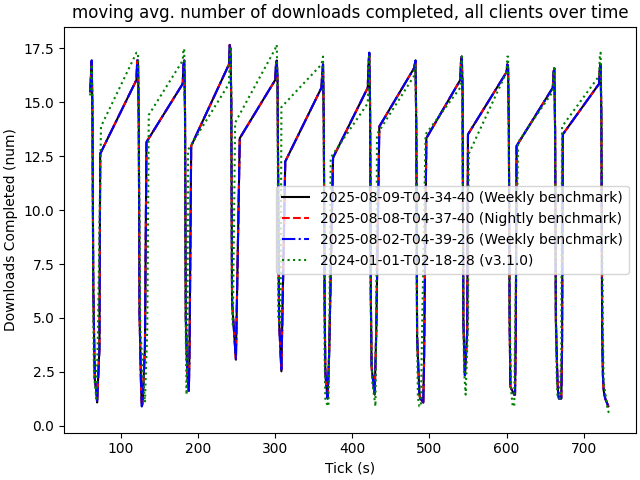 moving avg. number of downloads completed, all clients over time
Downloads Completed (num)
17.5
15.0
12.5
10.0
7.5
5.0
2.5
0.0
2025-08-09-T04-34-40 (Weekly benchmark)
2025-08-08-T04-37-40 (Nightly benchmark)
2025-08-02-T04-39-26 (Weekly benchmark)
2024-01-01-T02-18-28 (v3.1.0)
100 200 300 400 500 600 700
Tick (s)